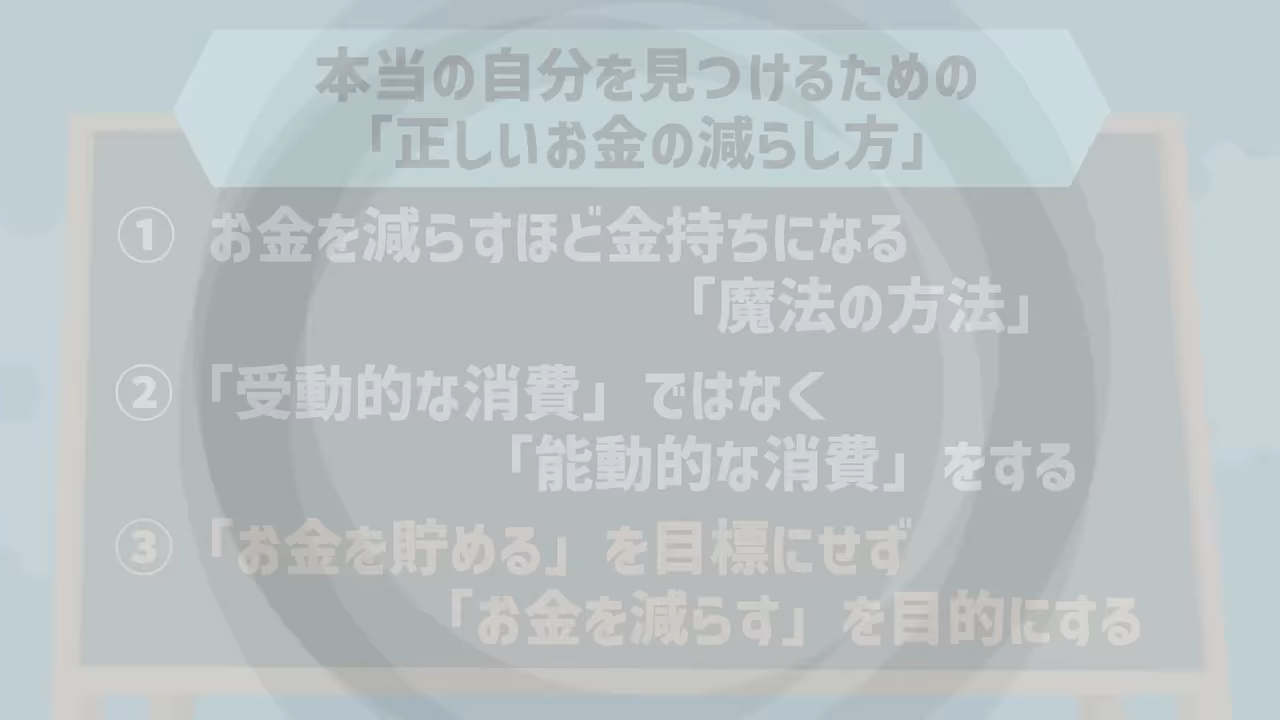 本当の自分を見つけるための
「正しいお金の減らし方」
① お金を減らすほど金持ちになる
「魔法の方法」
② 「受動的な消費」ではなく
「能動的な消費」をする
③ 「お金を貯める」を目標にせず
「お金を減らす」を目的にする